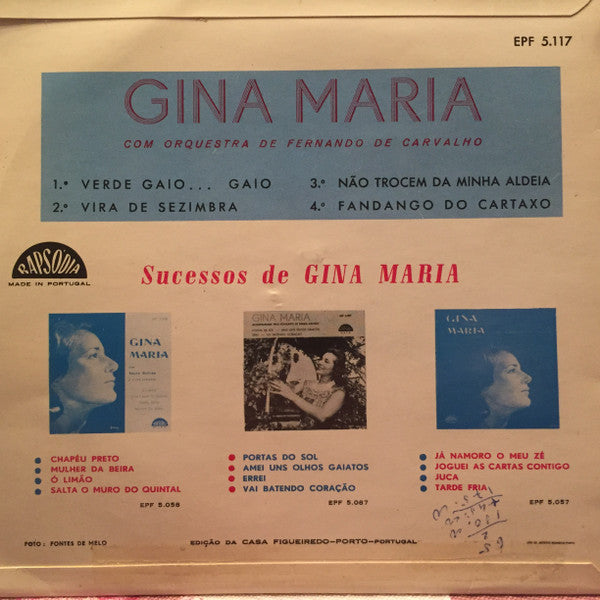 EPF 5.117
GINA MARIA
COM ORQUESTRA DE FERNANDO DE CARVALHO
1.º VERDE GAIO... GAIO
2.º VIRA DE SEZIMBRA
3.º NÃO TROCEM DA MINHA ALDEIA
4.º FANDANGO DO CARTAXO
RAPSÓDIA
MADE IN PORTUGAL
Sucessos de GINA MARIA
GINA
MARIA
GINA MARIA
GINA
MARIA
CHAPÉU PRETO
MULHER DA BEIRA
Ó LIMÃO
SALTA O MURO DO QUINTAL
EPF 5.058
PORTAS DO SOL
AMEI UNS OLHOS GAIATOS
ERREI
VAI BATENDO CORAÇÃO
EPF 5.067
JÁ NAMORO O MEU ZÉ
JOGUEI AS CARTAS CONTIGO
JUCA
TARDE FRIA
EPF 5.057
FOTO: FONTES DE MELO
EDIÇÃO DA CASA FIGUEIREDO—PORTO—PORTUGAL